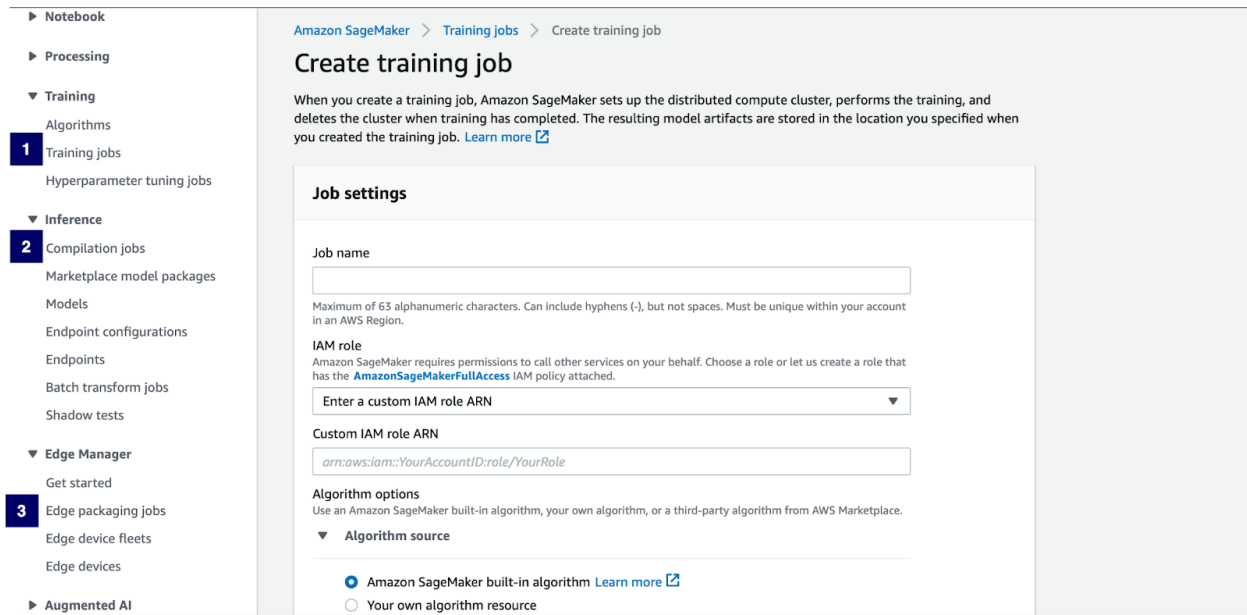 Notebook
Processing
Training
Algorithms
1
Training jobs
Hyperparameter tuning jobs
Inference
2
Compilation jobs
Marketplace model packages
Models
Endpoint configurations
Endpoints
Batch transform jobs
Shadow tests
Edge Manager
Get started
3
Edge packaging jobs
Edge device fleets
Edge devices
Augmented AI
Amazon SageMaker > Training jobs > Create training job
Create training job
When you create a training job, Amazon SageMaker sets up the distributed compute cluster, performs the training, and
deletes the cluster when training has completed. The resulting model artifacts are stored in the location you specified when
you created the training job. Learn more
Job settings
Job name
Maximum of 63 alphanumeric characters. Can include hyphens (-), but not spaces. Must be unique within your account
in an AWS Region.
IAM role
Amazon SageMaker requires permissions to call other services on your behalf. Choose a role or let us create a role that
has the AmazonSageMakerFullAccess IAM policy attached.
Enter a custom IAM role ARN
Custom IAM role ARN
arn:aws:iam::YourAccountID:role/YourRole
Algorithm options
Use an Amazon SageMaker built-in algorithm, your own algorithm, or a third-party algorithm from AWS Marketplace.
Algorithm source
Amazon SageMaker built-in algorithm Learn more
Your own algorithm resource